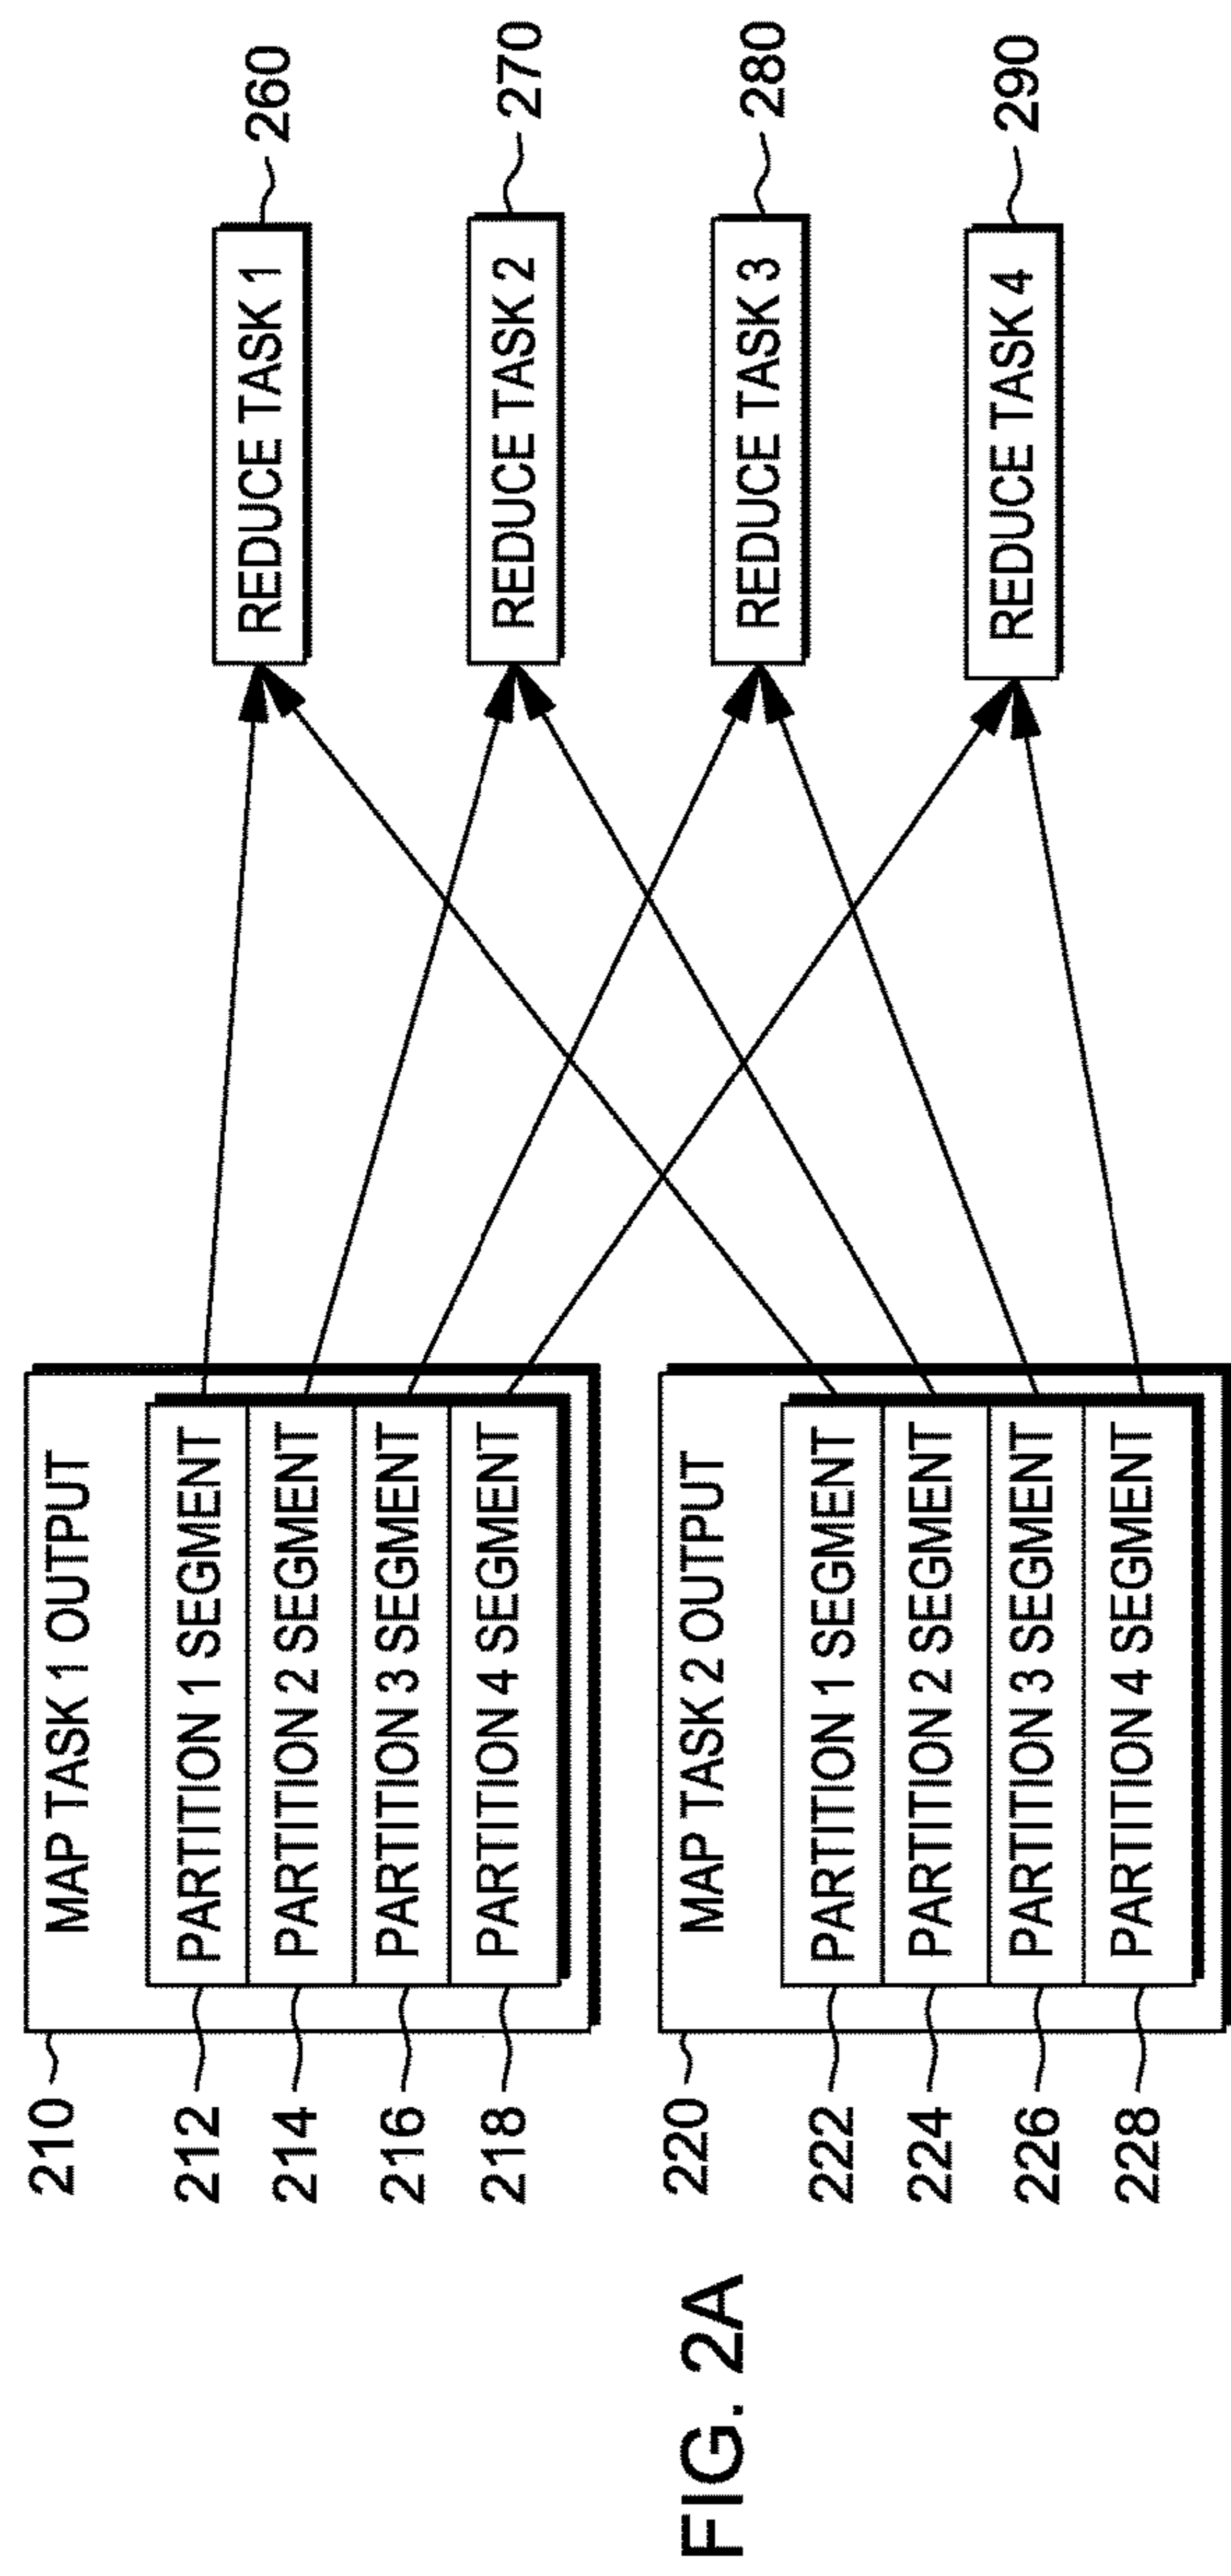 210
MAP TASK 1 OUTPUT
212
PARTITION 1 SEGMENT
214
PARTITION 2 SEGMENT
216
PARTITION 3 SEGMENT
218
PARTITION 4 SEGMENT
220
MAP TASK 2 OUTPUT
222
PARTITION 1 SEGMENT
224
PARTITION 2 SEGMENT
226
PARTITION 3 SEGMENT
228
PARTITION 4 SEGMENT
REDUCE TASK 1
260
REDUCE TASK 2
270
REDUCE TASK 3
280
REDUCE TASK 4
290
FIG. 2A